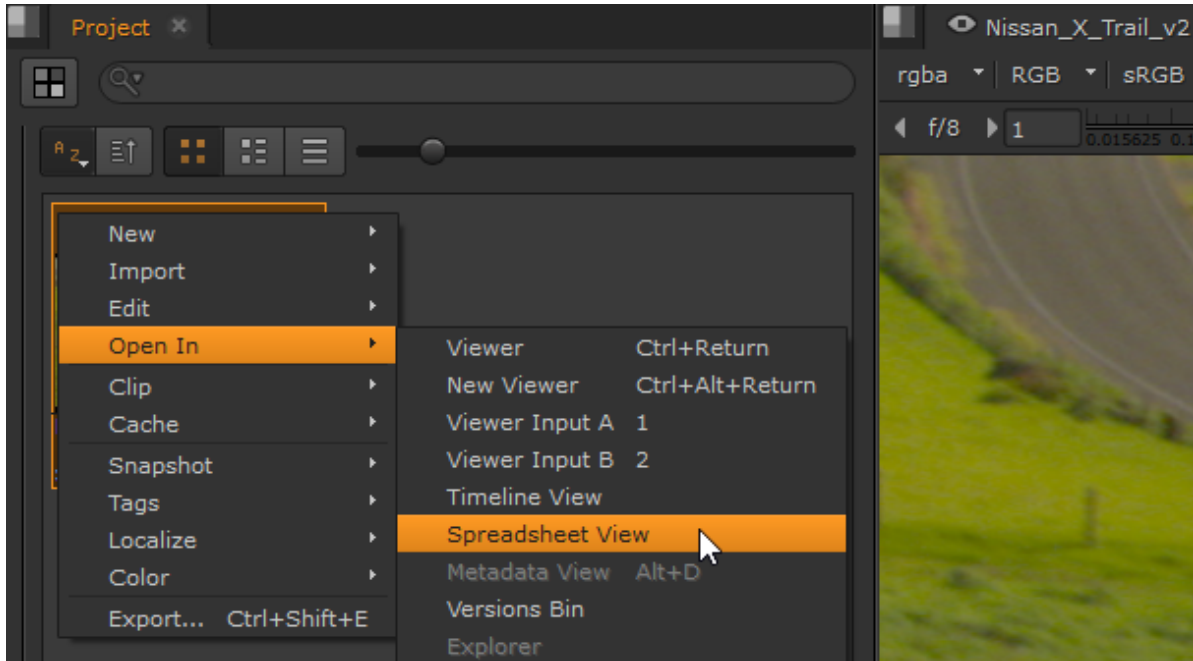 Project
Nissan_X_Trail_v2
rgba RGB sRGB
f/8 1
0.015625
A Z
New
Import
Edit
Open In
Clip
Cache
Snapshot
Tags
Localize
Color
Export... Ctrl+Shift+E
Viewer Ctrl+Return
New Viewer Ctrl+Alt+Return
Viewer Input A 1
Viewer Input B 2
Timeline View
Spreadsheet View
Metadata View Alt+D
Versions Bin
Explorer